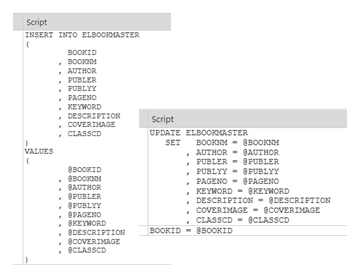 Script
INSERT INTO ELBOOKMASTER
(
BOOKID
, BOOKNM
, AUTHOR
, PUBLER
, PUBLYY
, PAGENO
, KEYWORD
, DESCRIPTION
, COVERIMAGE
, CLASSCD
)
VALUES
(
@BOOKID
, @BOOKNM
, @AUTHOR
, @PUBLER
, @PUBLYY
, @PAGENO
, @KEYWORD
, @DESCRIPTION
, @COVERIMAGE
, @CLASSCD
)
Script
UPDATE ELBOOKMASTER
SET BOOKNM = @BOOKNM
, AUTHOR = @AUTHOR
, PUBLER = @PUBLER
, PUBLYY = @PUBLYY
, PAGENO = @PAGENO
, KEYWORD = @KEYWORD
, DESCRIPTION = @DESCRIPTION
, COVERIMAGE = @COVERIMAGE
, CLASSCD = @CLASSCD
BOOKID = @BOOKID